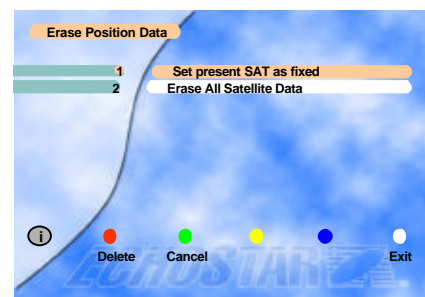 Erase Position Data
1 Set present SAT as fixed
2 Erase All Satellite Data
i
Delete Cancel Exit
ECHOSTAR